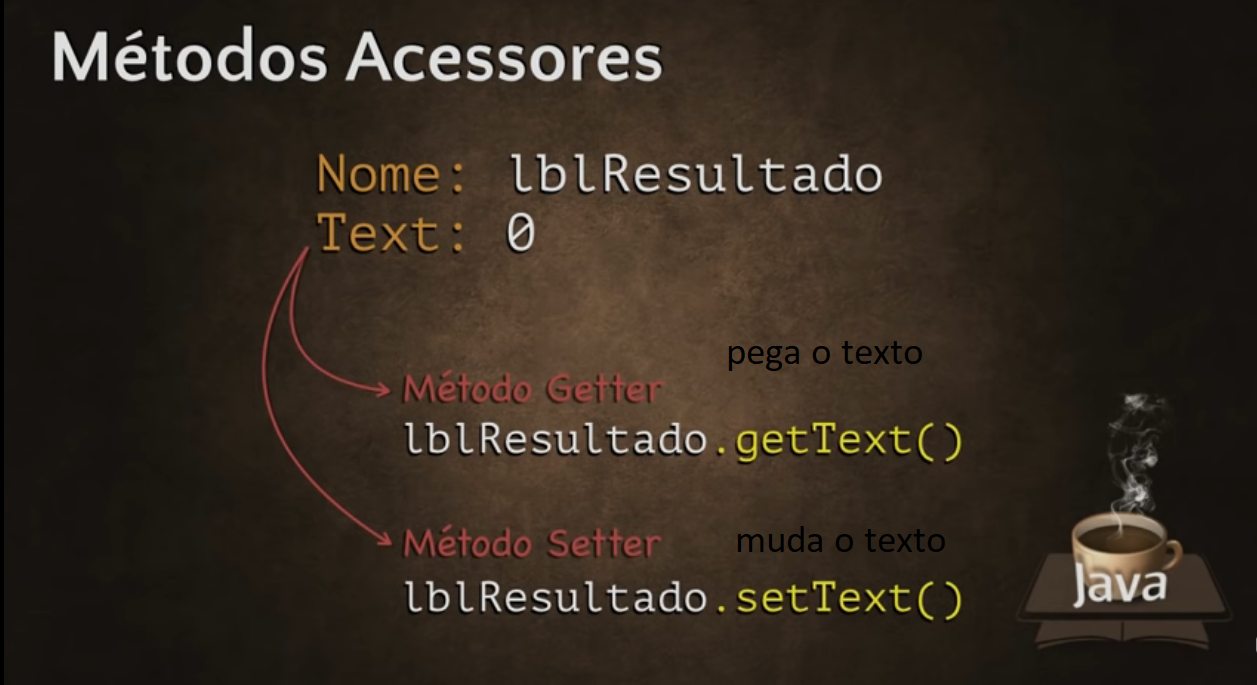 Métodos Acessores
Nome: lblResultado
Text: 0
pega o texto
Método Getter
lblResultado.getText()
Método Setter muda o texto
lblResultado.setText()
Java